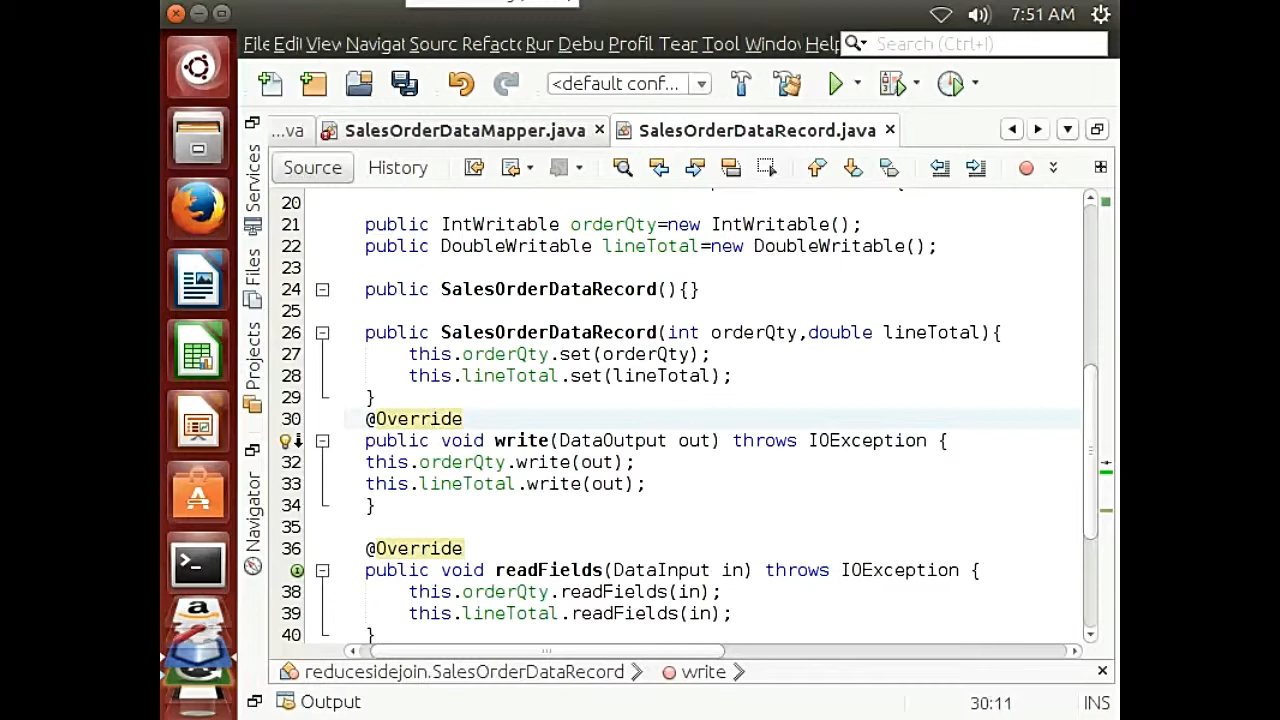 7:51 AM
File Edit View Navigat Sourc Refacto Run Debu Profil Tear Tool Window Help
Search (Ctrl+I)
<default conf...
...va
SalesOrderDataMapper.java
SalesOrderDataRecord.java
Source
History
Services
Files
Projects
Navigator
20
21 public IntWritable orderQty=new IntWritable();
22 public DoubleWritable lineTotal=new DoubleWritable();
23
24 public SalesOrderDataRecord(){}
25
26 public SalesOrderDataRecord(int orderQty,double lineTotal){
27 this.orderQty.set(orderQty);
28 this.lineTotal.set(lineTotal);
29 }
30 @Override
public void write(DataOutput out) throws IOException {
32 this.orderQty.write(out);
33 this.lineTotal.write(out);
34 }
35
36 @Override
public void readFields(DataInput in) throws IOException {
38 this.orderQty.readFields(in);
39 this.lineTotal.readFields(in);
40 }
reducesidejoin.SalesOrderDataRecord
write
Output
30:11
INS